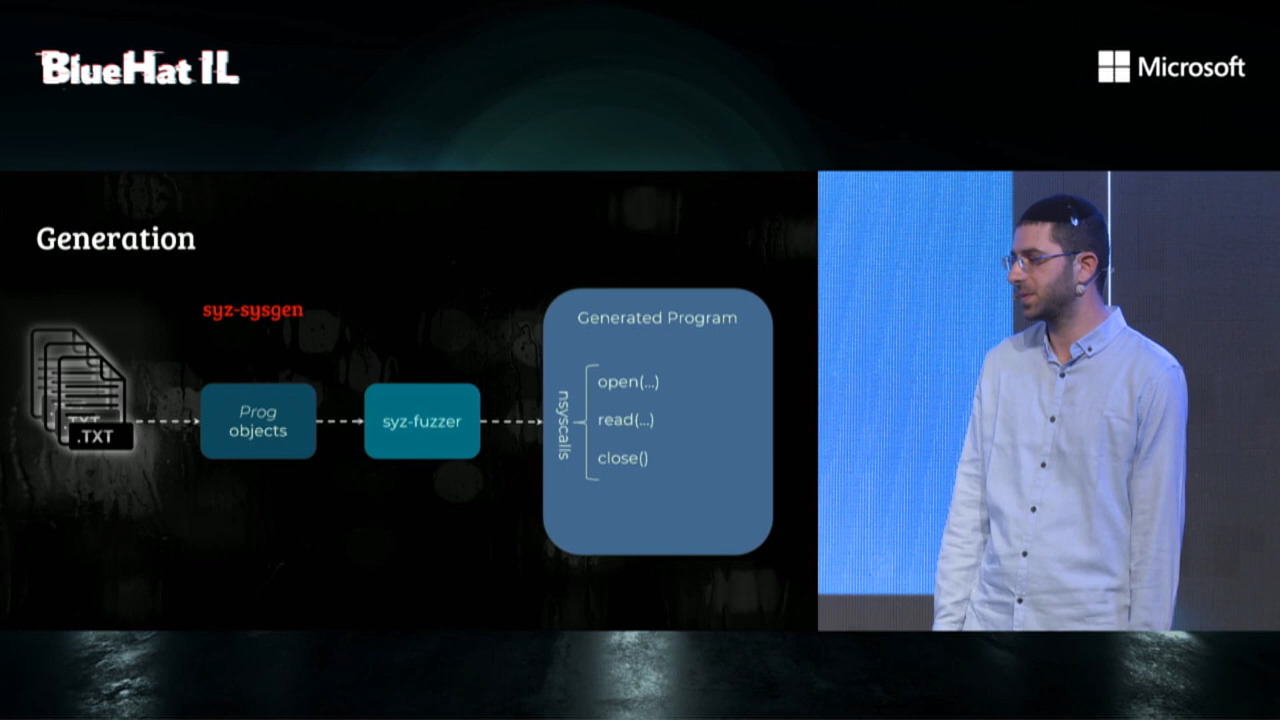 BlueHat IL
Microsoft
Generation
syz-sysgen
Generated Program
.TXT
Prog
objects
syz-fuzzer
nsyscalls
open(...)
read(...)
close()